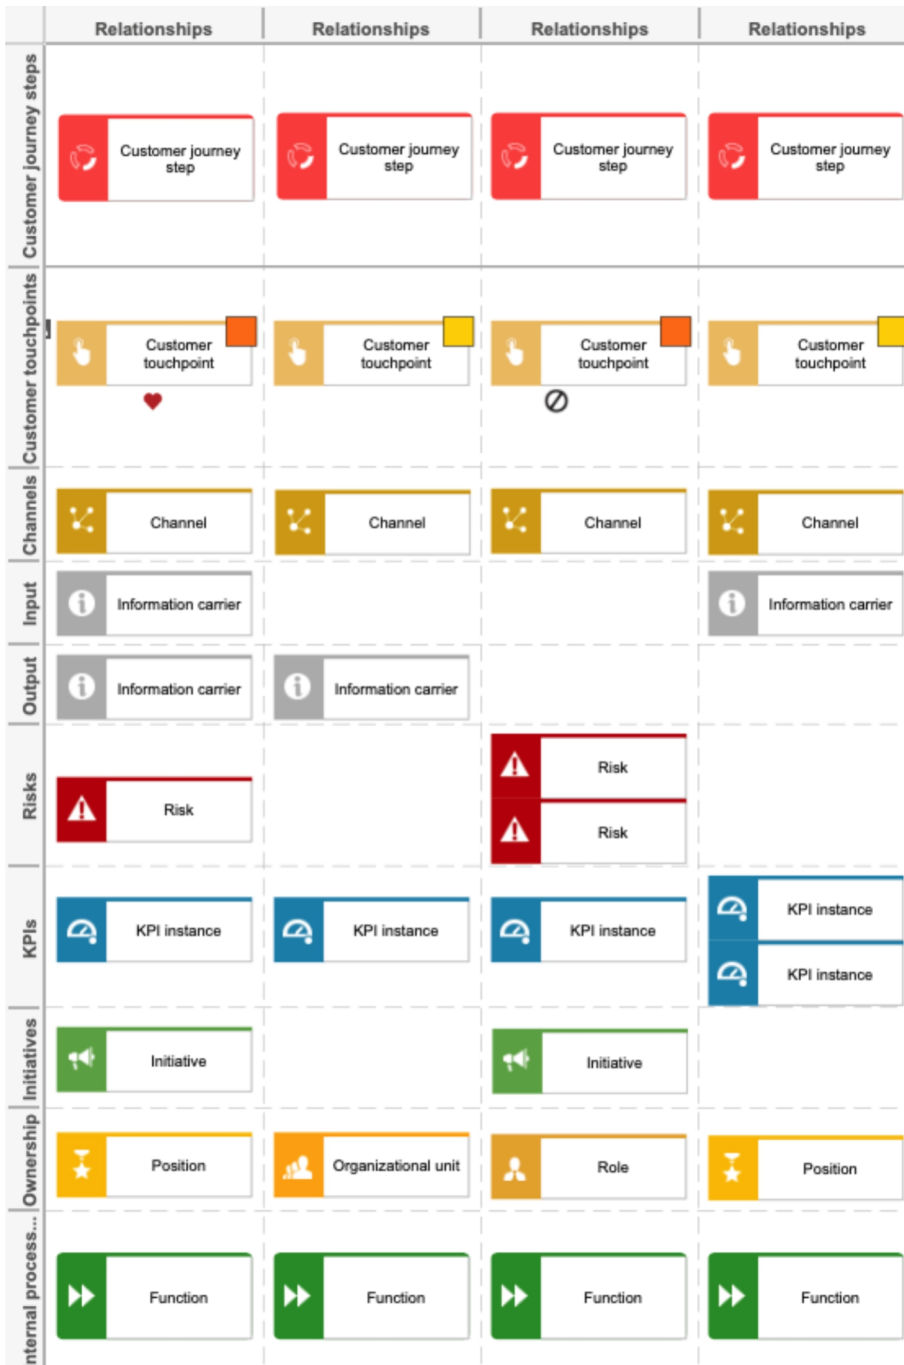 Relationships Relationships Relationships Relationships
Customer journey steps
Customer journey
step
Customer journey
step
Customer journey
step
Customer journey
step
Customer touchpoints
Customer
touchpoint
Customer
touchpoint
Customer
touchpoint
Customer
touchpoint
Channels
Channel
Channel
Channel
Channel
Input
Information carrier
Information carrier
Output
Information carrier
Information carrier
Risks
Risk
Risk
Risk
KPIs
KPI instance
KPI instance
KPI instance
KPI instance
KPI instance
Initiatives
Initiative
Initiative
Ownership
Position
Organizational unit
Role
Position
nternal process...
Function
Function
Function
Function